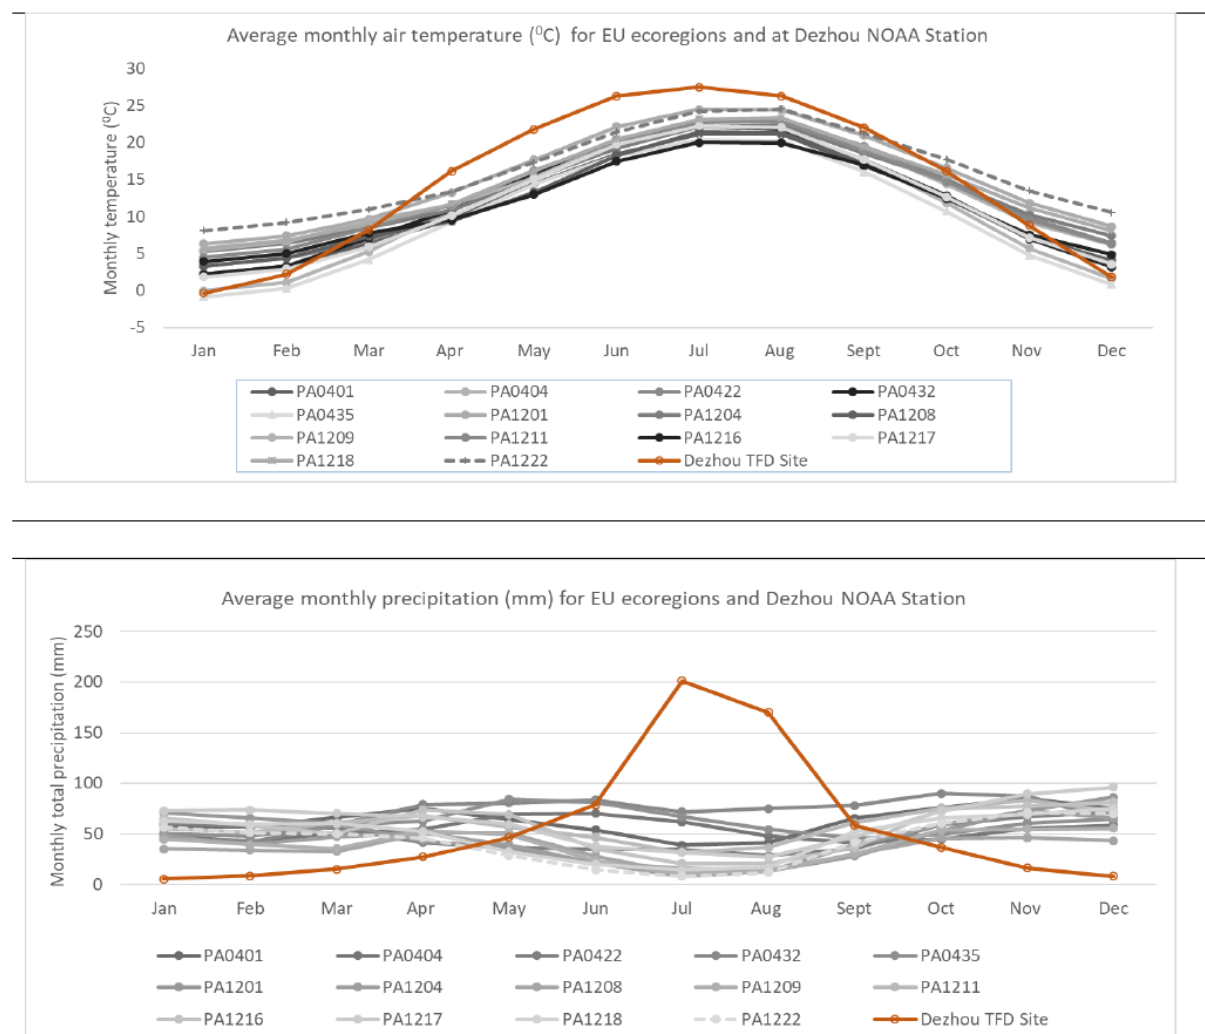 Average monthly air temperature (⁰C) for EU ecoregions and at Dezhou NOAA Station
Monthly temperature (⁰C)
30
25
20
15
10
5
0
-5
Jan Feb Mar Apr May Jun Jul Aug Sept Oct Nov Dec
PA0401 PA0404 PA0422 PA0432
PA0435 PA1201 PA1204 PA1208
PA1209 PA1211 PA1216 PA1217
PA1218 PA1222 Dezhou TFD Site
Average monthly precipitation (mm) for EU ecoregions and Dezhou NOAA Station
Monthly total precipitation (mm)
250
200
150
100
50
0
Jan Feb Mar Apr May Jun Jul Aug Sept Oct Nov Dec
PA0401 PA0404 PA0422 PA0432 PA0435
PA1201 PA1204 PA1208 PA1209 PA1211
PA1216 PA1217 PA1218 PA1222 Dezhou TFD Site